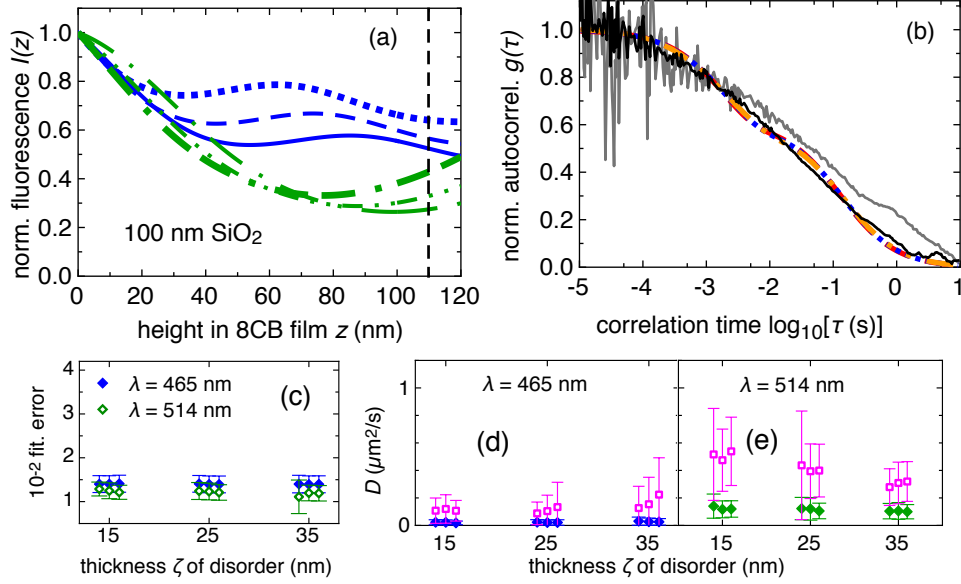 norm. fluorescence I(z)
1.0
0.8
0.6
0.4
0.2
0.0
(a)
100 nm SiO2
0 20 40 60 80 100 120
height in 8CB film z (nm)
norm. autocorrel. g(τ)
1.0
0.8
0.6
0.4
0.2
0.0
(b)
-5 -4 -3 -2 -1 0 1
correlation time log10[τ (s)]
10-2 fit. error
4
3
2
1
λ = 465 nm
λ = 514 nm
(c)
15 25 35
thickness ζ of disorder (nm)
D (μm2/s)
1
0
λ = 465 nm
(d)
15 25 35
λ = 514 nm
(e)
15 25 35
thickness ζ of disorder (nm)